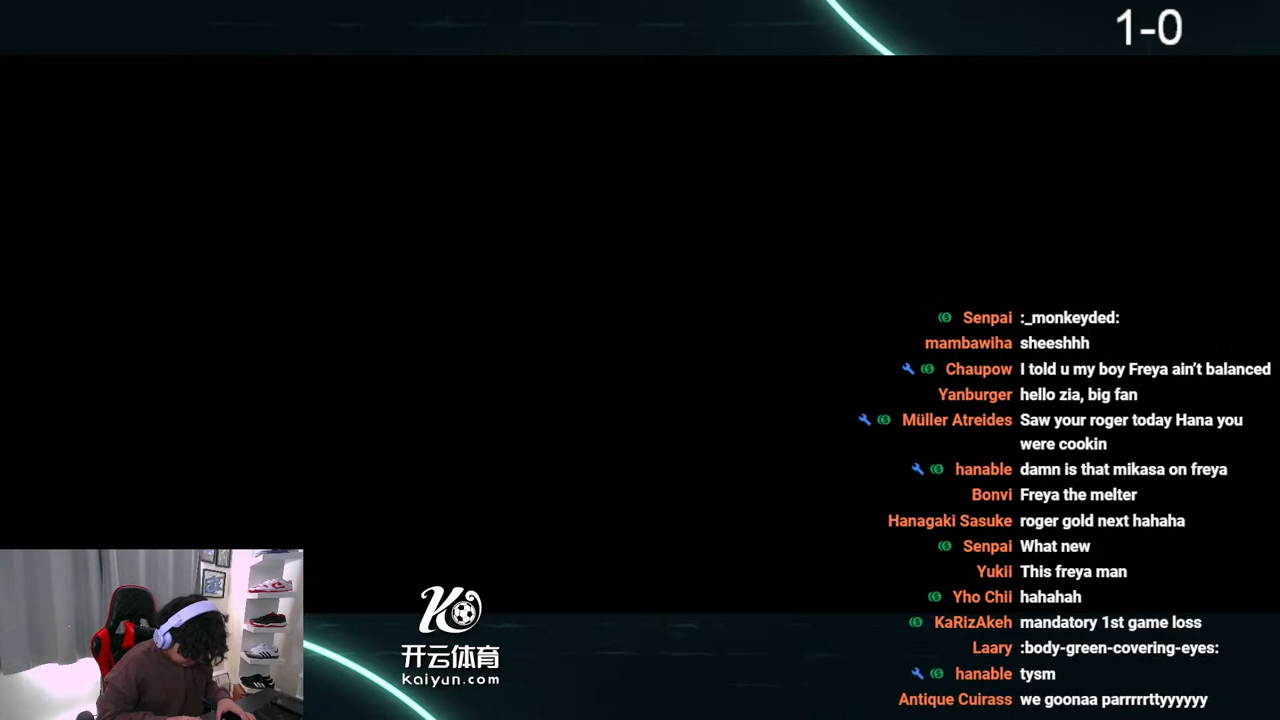 1-0
Senpai :_monkeyded:
mambawiha sheeshhh
Chaupow I told u my boy Freya ain’t balanced
Yanburger hello zia, big fan
Müller Atreides Saw your roger today Hana you
were cookin
hanable damn is that mikasa on freya
Bonvi Freya the melter
Hanagaki Sasuke roger gold next hahaha
Senpai What new
Yukii This freya man
Yho Chii hahahah
KaRizAkeh mandatory 1st game loss
Laary :body-green-covering-eyes:
hanable tysm
Antique Cuirass we goonaa parrrrrttyyyyyy
开云体育
Kaiyun.com